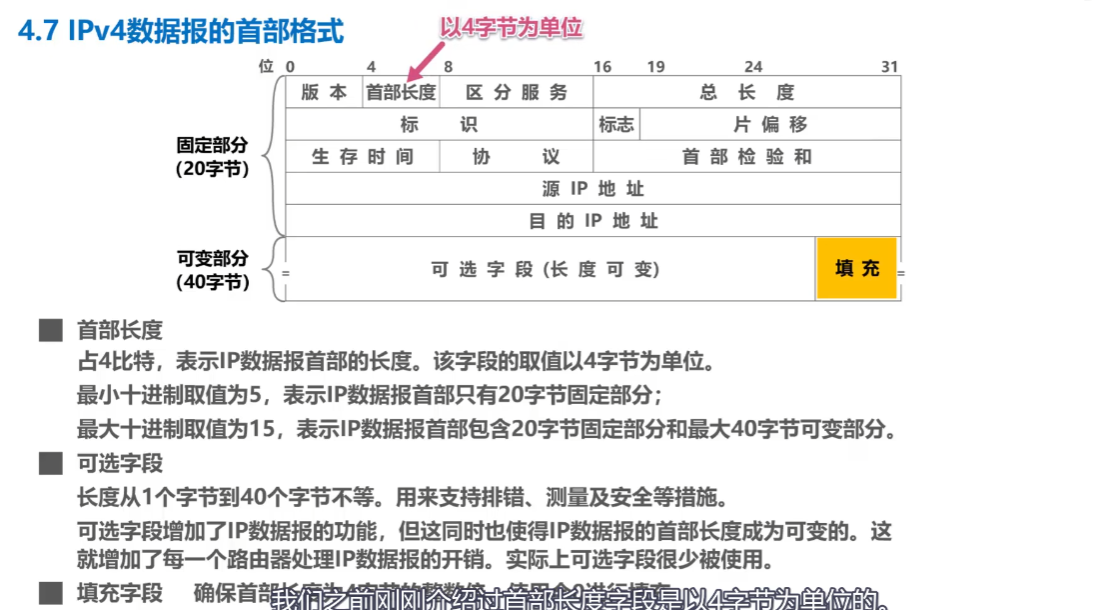 4.7 IPv4数据报的首部格式
以4字节为单位
位 0 4 8 16 19 24 31
版 本 首部长度 区 分 服 务 总 长 度
标 识 标志 片 偏 移
固定部分
(20字节)
生 存 时 间 协 议 首 部 检 验 和
源 IP 地 址
目 的 IP 地 址
可变部分
(40字节)
可 选 字 段 (长 度 可 变) 填 充
首部长度
占4比特，表示IP数据报首部的长度。该字段的取值以4字节为单位。
最小十进制取值为5，表示IP数据报首部只有20字节固定部分；
最大十进制取值为15，表示IP数据报首部包含20字节固定部分和最大40字节可变部分。
可选字段
长度从1个字节到40个字节不等。用来支持排错、测量及安全等措施。
可选字段增加了IP数据报的功能，但这同时也使得IP数据报的首部长度成为可变的。这
就增加了每一个路由器处理IP数据报的开销。实际上可选字段很少被使用。
填充字段 确保首部长度为4字节的整数倍。使用全0进行填充。
我们之前刚刚介绍过首部长度字段是以4字节为单位的。